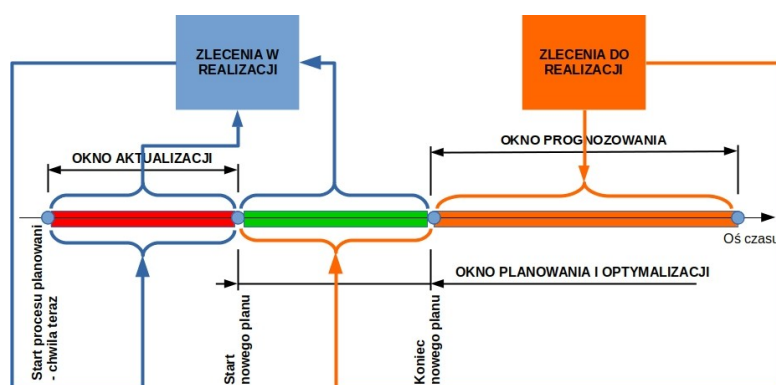 ZLECENIA W
REALIZACJI
ZLECENIA DO
REALIZACJI
OKNO AKTUALIZACJI
OKNO PROGNOZOWANIA
Oś czasu
OKNO PLANOWANIA I OPTYMALIZACJI
Start procesu planowani
- chwila teraz
Start
nowego planu
Koniec
nowego planu